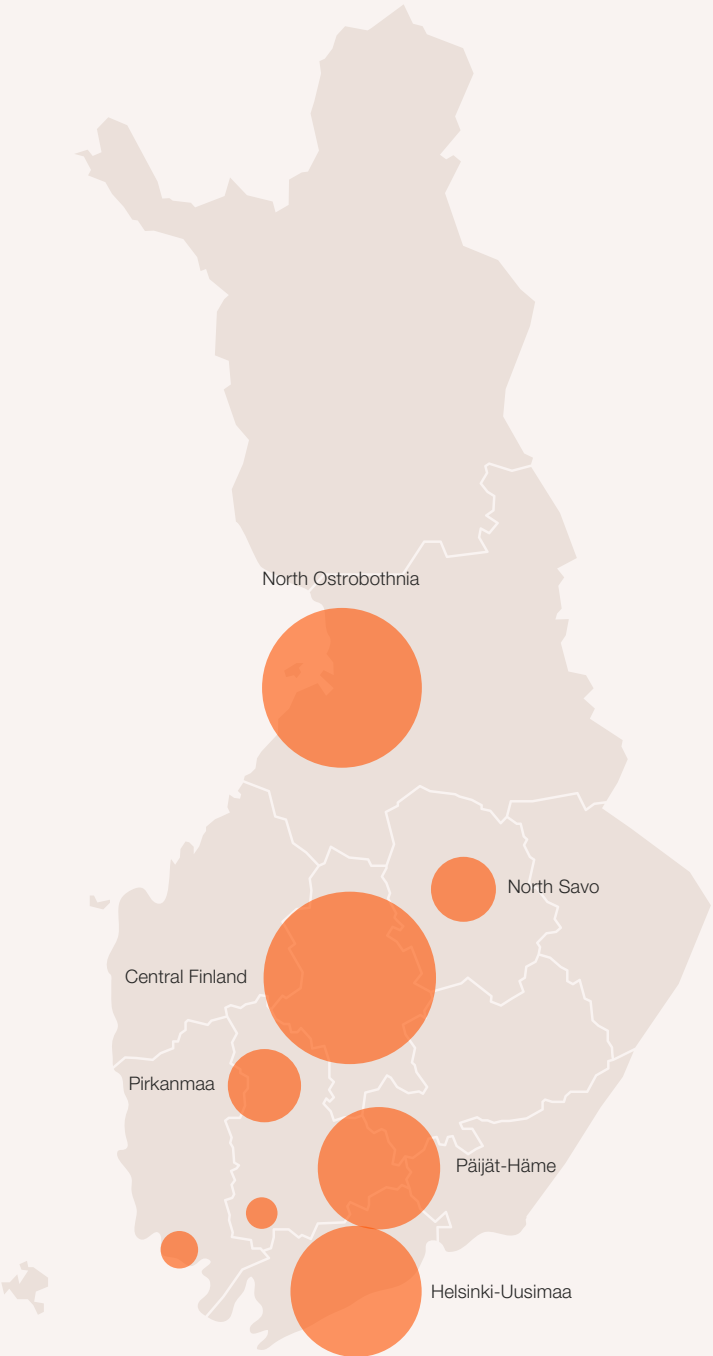 North Ostrobothnia
North Savo
Central Finland
Pirkanmaa
Päijät-Häme
Helsinki-Uusimaa